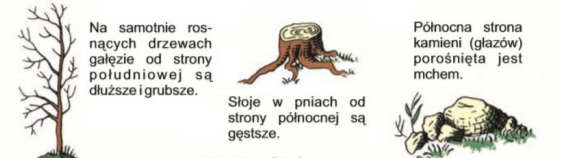 Na samotnie ros-
nących drzewach
gałęzie od strony
południowej są
dłuższe i grubsze.
Słoje w pniach od
strony północnej są
gęstsze.
Północna strona
kamieni (głazów)
porośnięta jest
mchem.